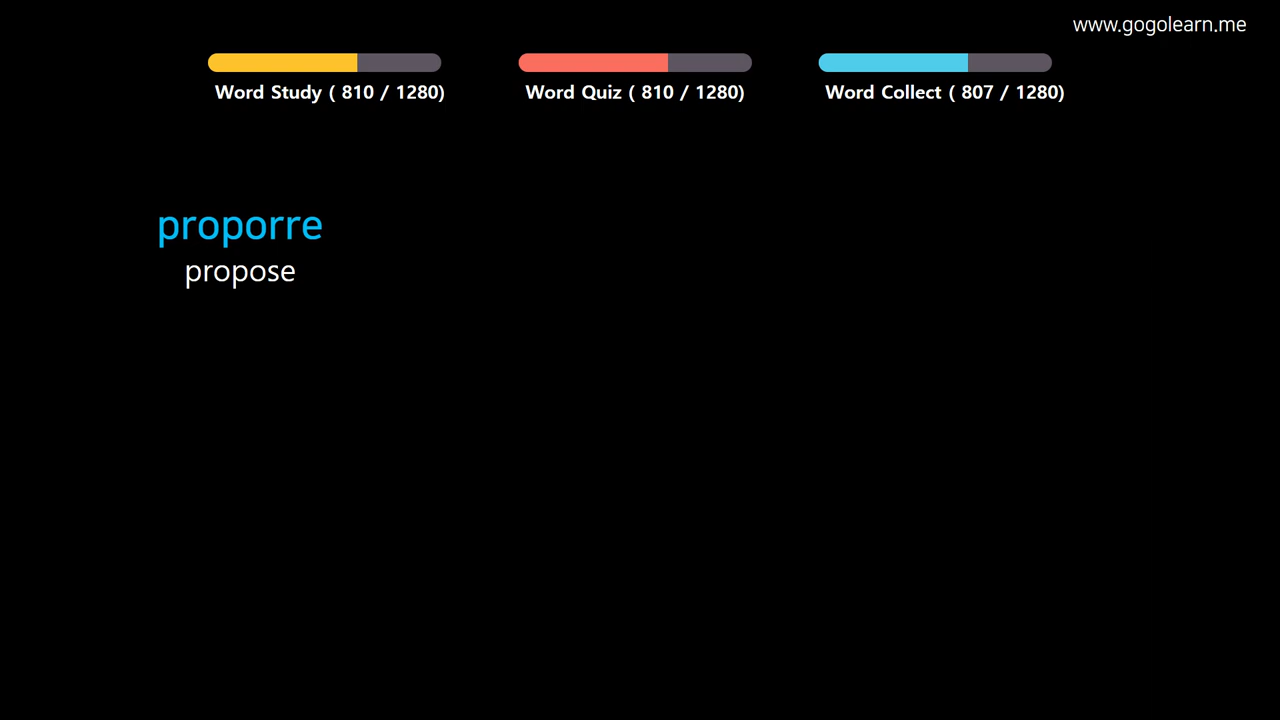 www.gogolearn.me
Word Study ( 810 / 1280)
Word Quiz ( 810 / 1280)
Word Collect ( 807 / 1280)
proporre
propose